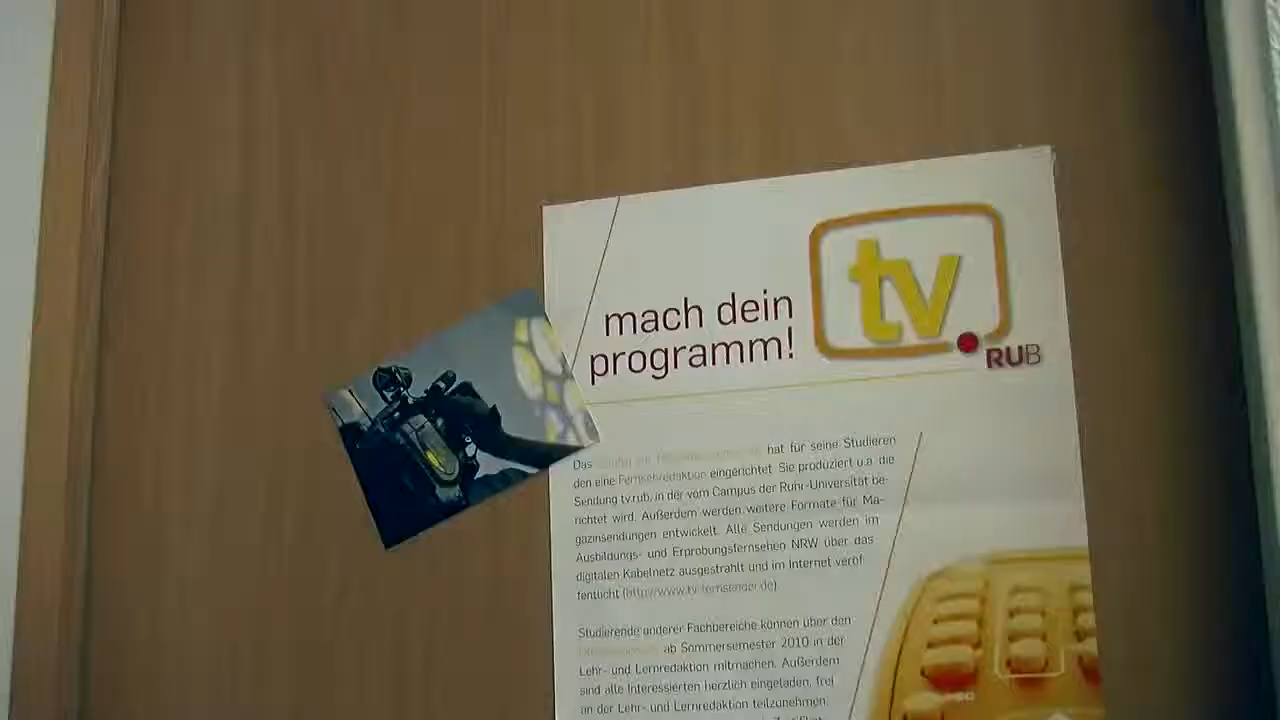 mach dein
programm!
tv.
RUB
Das hat für seine Studieren
den eine Fernsehredaktion eingerichtet. Sie produziert u.a. die
Sendung tv.rub, in der vom Campus der Ruhr-Universität be-
richtet wird. Außerdem werden weitere Formate für Ma-
gazinsendungen entwickelt. Alle Sendungen werden im
Ausbildungs- und Erprobungsfernsehen NRW über das
digitalen Kabelnetz ausgestrahlt und im Internet veröf
fentlicht (http://www.tv-lernsender.de)
Studierende anderer Fachbereiche können über den
ab Sommersemester 2010 in der
Lehr- und Lernredaktion mitmachen. Außerdem
sind alle Interessierten herzlich eingeladen, frei
an der Lehr- und Lernredaktion teilzunehmen.